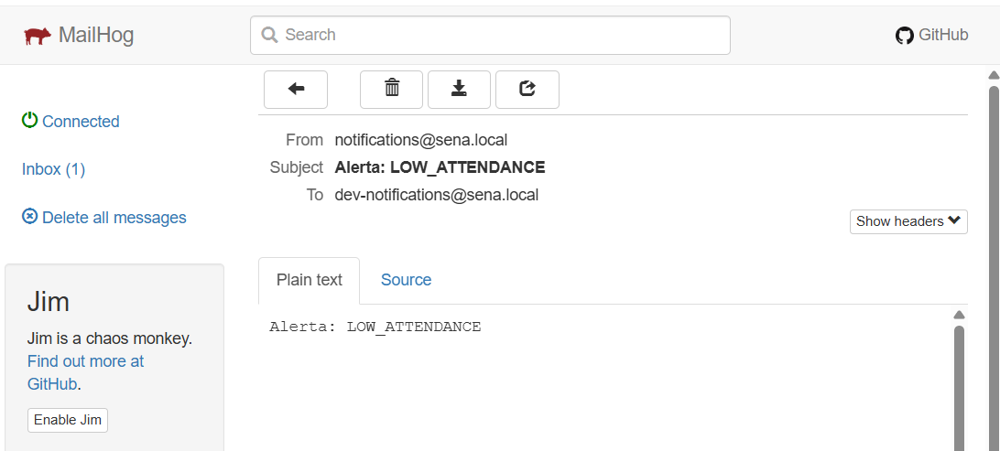 MailHog
Search
GitHub
Connected
Inbox (1)
Delete all messages
Jim
Jim is a chaos monkey.
Find out more at
GitHub.
Enable Jim
From notifications@sena.local
Subject Alerta: LOW_ATTENDANCE
To dev-notifications@sena.local
Show headers
Plain text Source
Alerta: LOW_ATTENDANCE